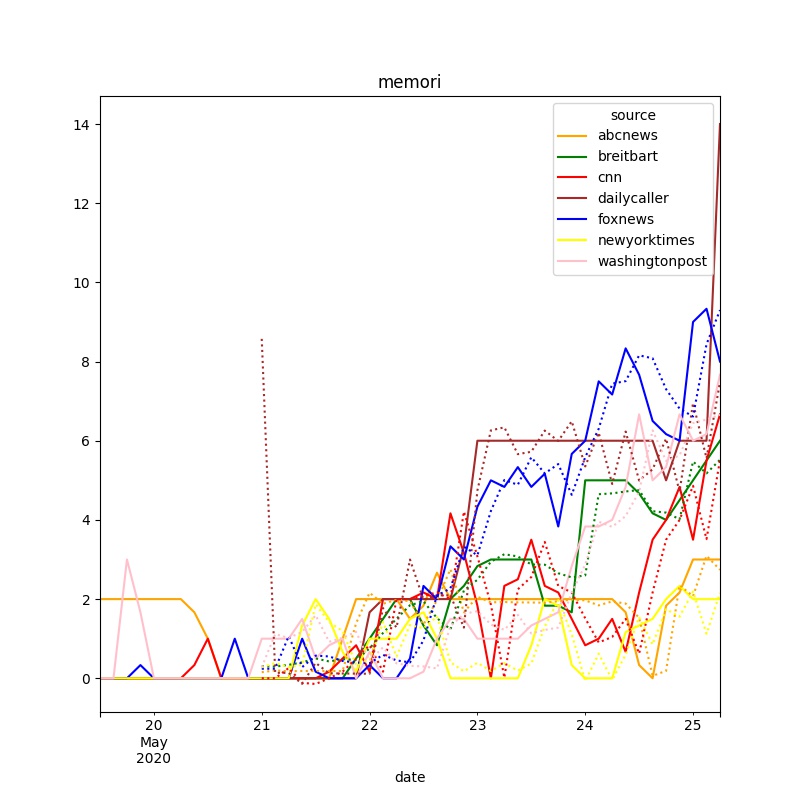 memori
source
abcnews
breitbart
cnn
dailycaller
foxnews
newyorktimes
washingtonpost
14
12
10
8
6
4
2
0
20 21 22 23 24 25
May
2020
date